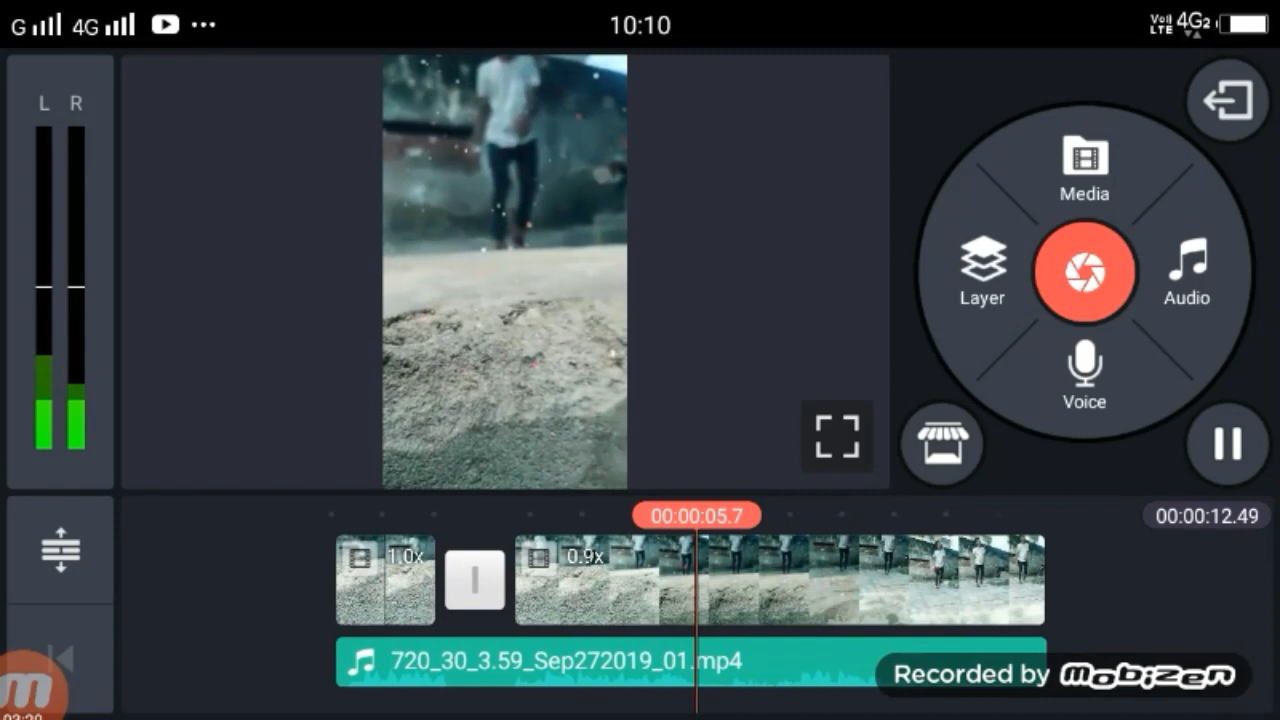 G 4G 10:10 VoII LTE 4G2
L R
Media
Layer
Audio
Voice
00:00:05.7
00:00:12.49
1.0x
0.9x
720_30_3.59_Sep272019_01.mp4
Recorded by mobizen